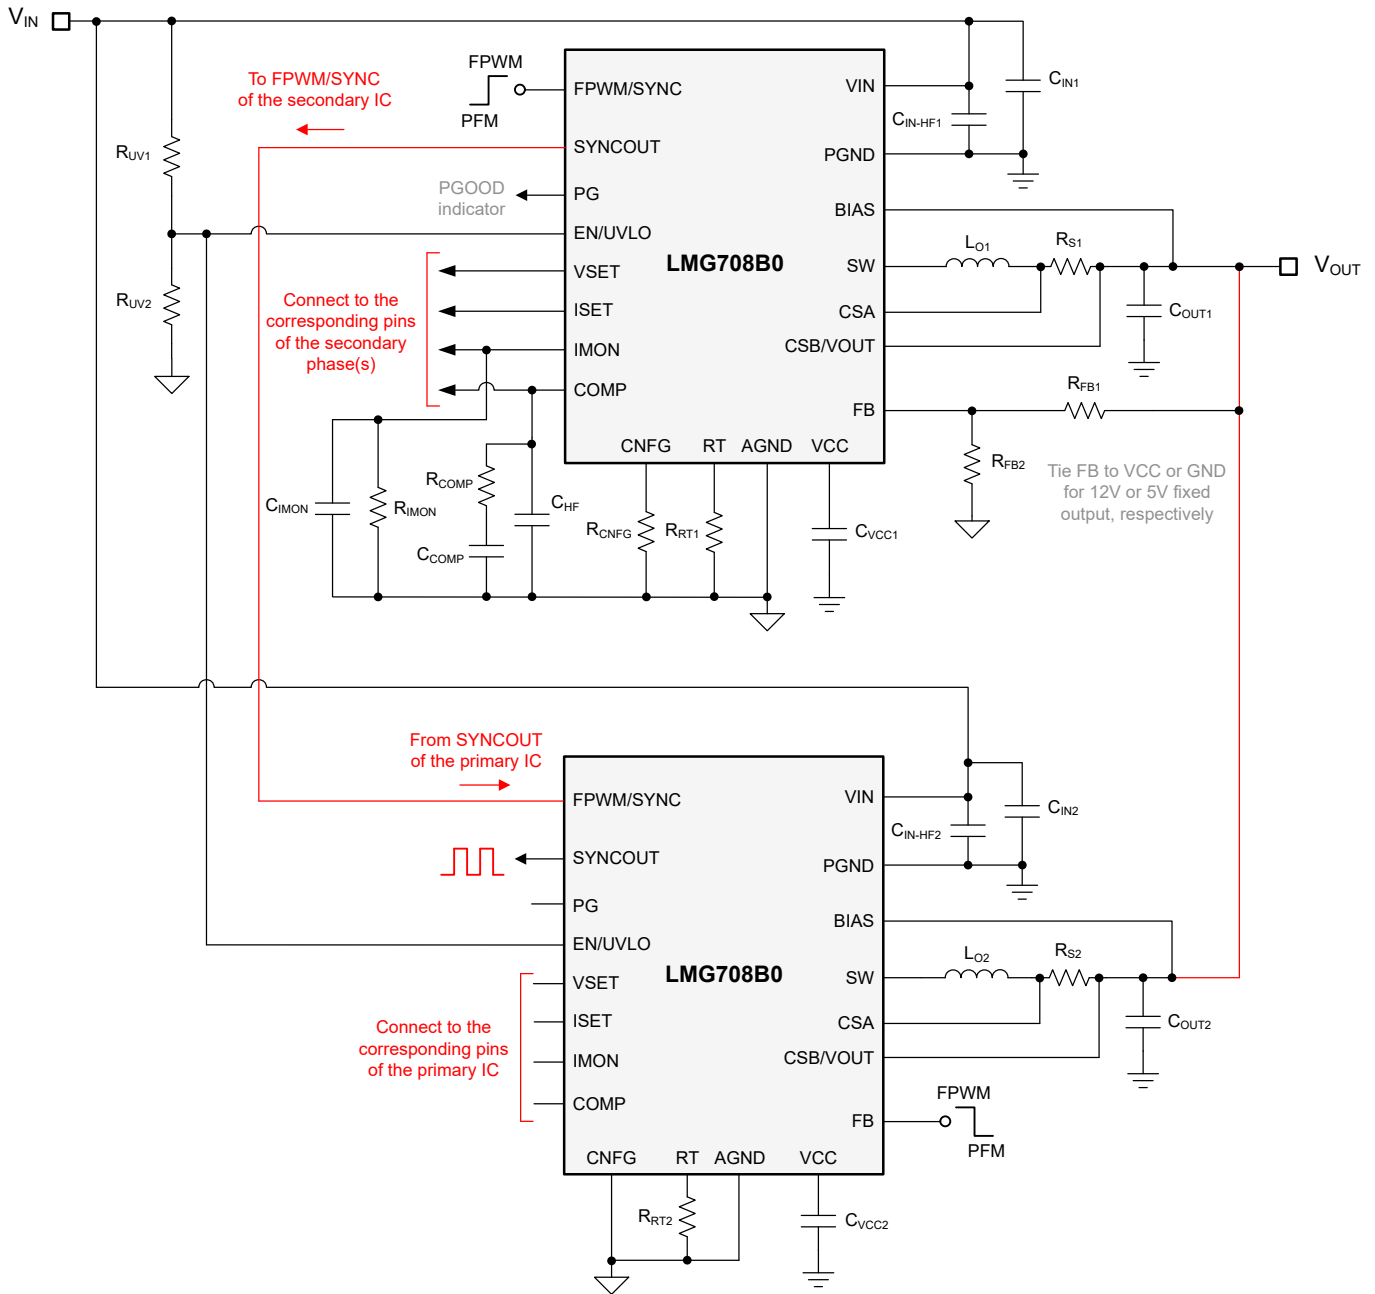 VIN
To FPWM/SYNC
of the secondary IC
FPWM
PFM
FPWM/SYNC
SYNCOUT
PG
EN/UVLO
VSET
ISET
IMON
COMP
PGOOD
indicator
Connect to the
corresponding pins
of the secondary
phase(s)
RUV1
RUV2
LMG708B0
VIN
PGND
BIAS
SW
CSA
CSB/VOUT
FB
CNFG
RT
AGND
VCC
CIN1
CIN-HF1
LO1
RS1
VOUT
COUT1
RFB1
RFB2
Tie FB to VCC or GND
for 12V or 5V fixed
output, respectively
CIMON
RIMON
RCOMP
CCOMP
CHF
RCNFG
RRT1
CVCC1
From SYNCOUT
of the primary IC
FPWM/SYNC
SYNCOUT
PG
EN/UVLO
VSET
ISET
IMON
COMP
Connect to the
corresponding pins
of the primary IC
LMG708B0
VIN
PGND
BIAS
SW
CSA
CSB/VOUT
FB
CNFG
RT
AGND
VCC
CIN2
CIN-HF2
LO2
RS2
COUT2
FPWM
PFM
RRT2
CVCC2